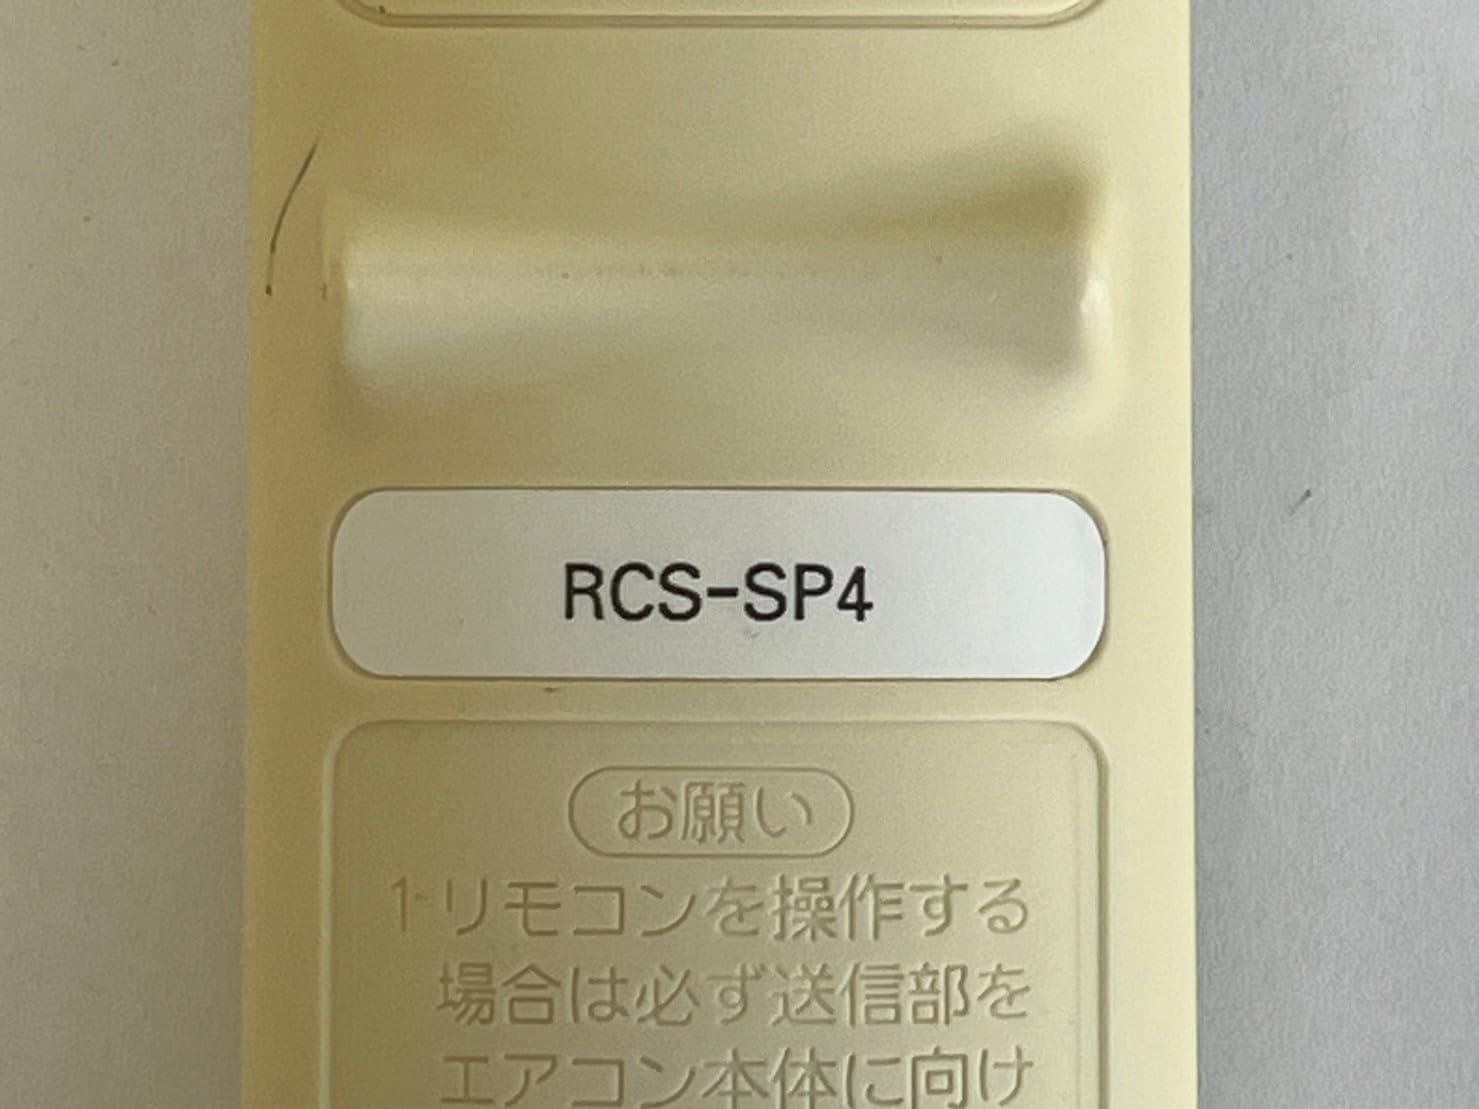 RCS-SP4
お願い
1・リモコンを操作する
場合は必ず送信部を
エアコン本体に向け